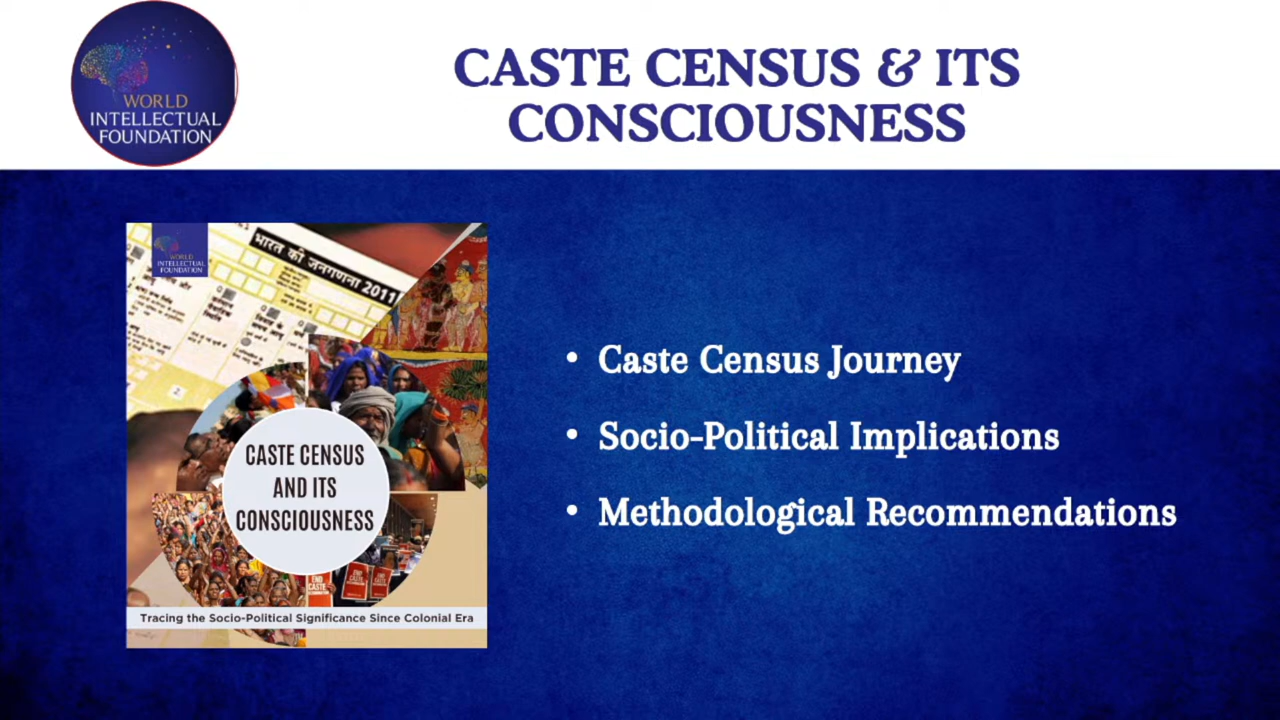 WORLD
INTELLECTUAL
FOUNDATION
CASTE CENSUS & ITS
CONSCIOUSNESS
WORLD
INTELLECTUAL
FOUNDATION
भारत की जनगणना 2011
CASTE CENSUS
AND ITS
CONSCIOUSNESS
END
CASTE
Tracing the Socio-Political Significance Since Colonial Era
• Caste Census Journey
• Socio-Political Implications
• Methodological Recommendations